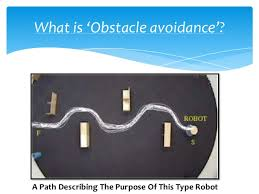 What is ‘Obstacle avoidance’?
ROBOT
F
S
A Path Describing The Purpose Of This Type Robot